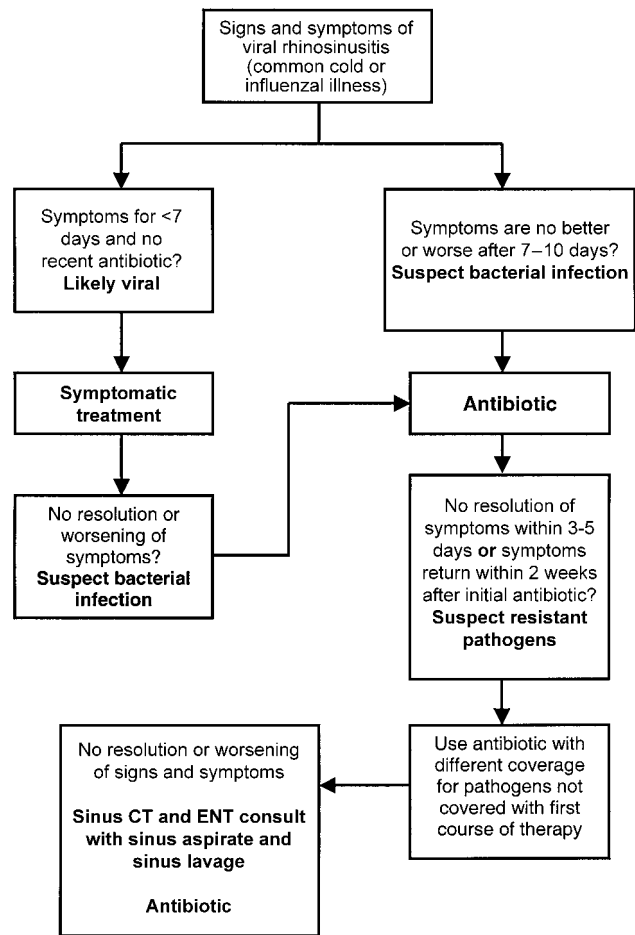 Signs and symptoms of
viral rhinosinusitis
(common cold or
influenzal illness)
Symptoms for <7
days and no
recent antibiotic?
Likely viral
Symptoms are no better
or worse after 7–10 days?
Suspect bacterial infection
Symptomatic
treatment
Antibiotic
No resolution or
worsening of
symptoms?
Suspect bacterial
infection
No resolution of
symptoms within 3-5
days or symptoms
return within 2 weeks
after initial antibiotic?
Suspect resistant
pathogens
Use antibiotic with
different coverage
for pathogens not
covered with first
course of therapy
No resolution or worsening
of signs and symptoms
Sinus CT and ENT consult
with sinus aspirate and
sinus lavage
Antibiotic